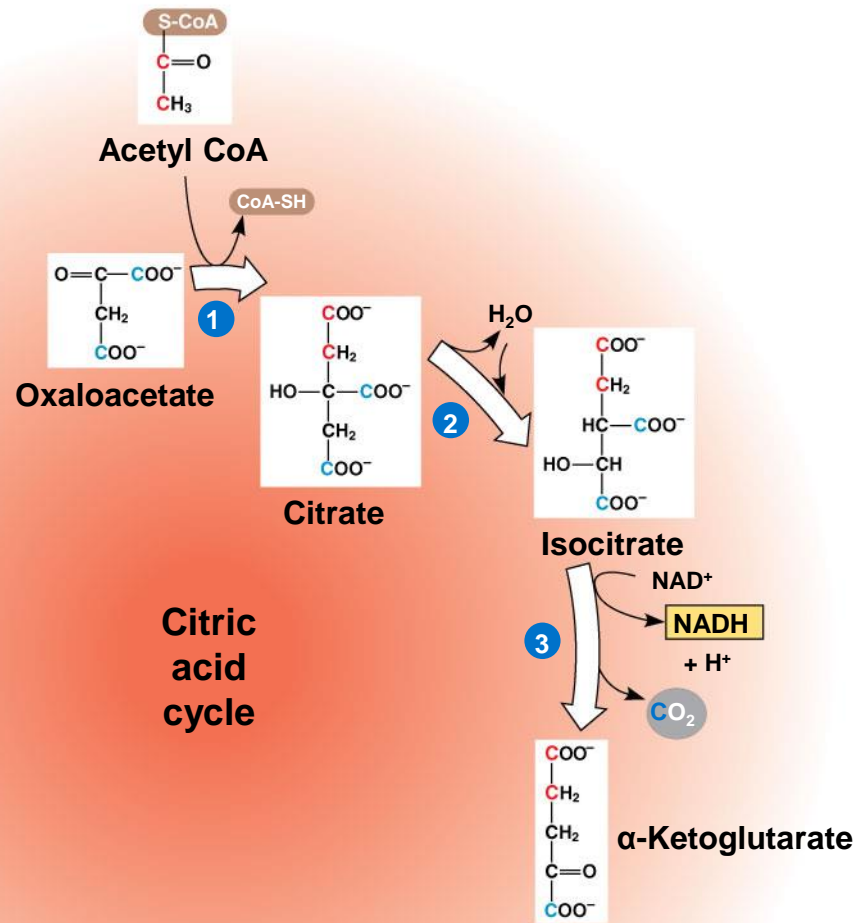 S-CoA
C=O
CH₃
Acetyl CoA
CoA-SH
O=C—COO⁻
CH₂
COO⁻
Oxaloacetate
1
COO⁻
CH₂
HO—C—COO⁻
CH₂
COO⁻
Citrate
H₂O
2
COO⁻
CH₂
HC—COO⁻
HO—CH
COO⁻
Isocitrate
NAD⁺
NADH
+ H⁺
3
CO₂
Citric
acid
cycle
COO⁻
CH₂
CH₂
C=O
COO⁻
α-Ketoglutarate